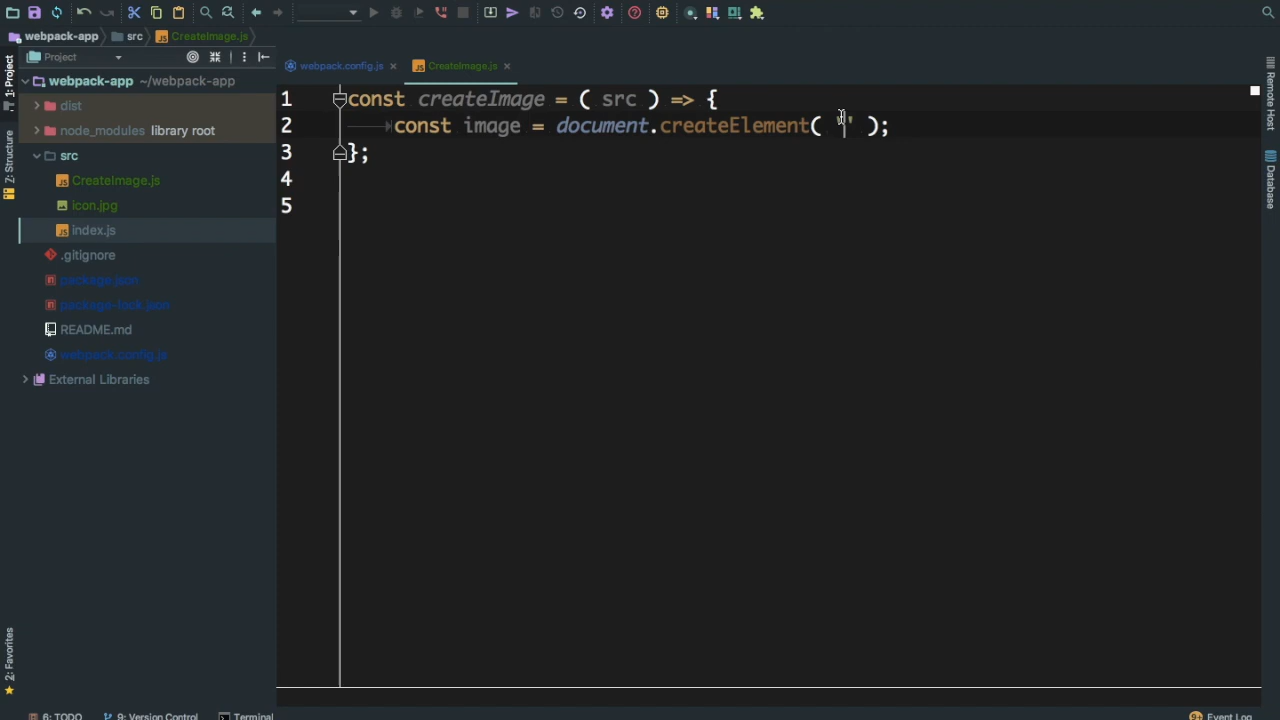 webpack-app
src
CreateImage.js
Project
webpack.config.js
CreateImage.js
1: Project
Z: Structure
2: Favorites
webpack-app ~/webpack-app
dist
node_modules library root
src
CreateImage.js
icon.jpg
index.js
.gitignore
package.json
package-lock.json
README.md
webpack.config.js
External Libraries
1 const createImage = ( src ) => {
2 const image = document.createElement( '' );
3 };
4
5
Remote Host
Database
6: TODO
9: Version Control
Terminal
9+ Event Log